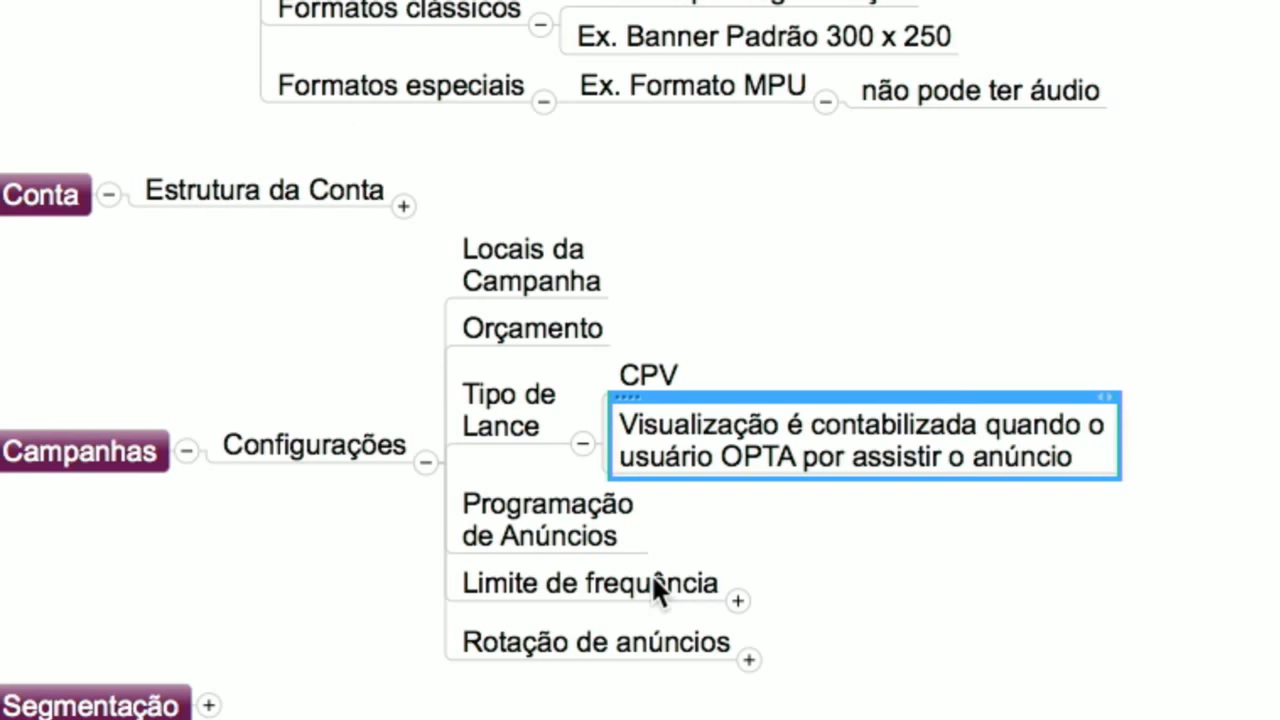 Formatos clássicos
Ex. Banner Padrão 300 x 250
Formatos especiais
Ex. Formato MPU
não pode ter áudio
Conta
Estrutura da Conta
Locais da
Campanha
Orçamento
CPV
Tipo de
Lance
Visualização é contabilizada quando o
usuário OPTA por assistir o anúncio
Campanhas
Configurações
Programação
de Anúncios
Limite de frequência
Rotação de anúncios
Segmentação